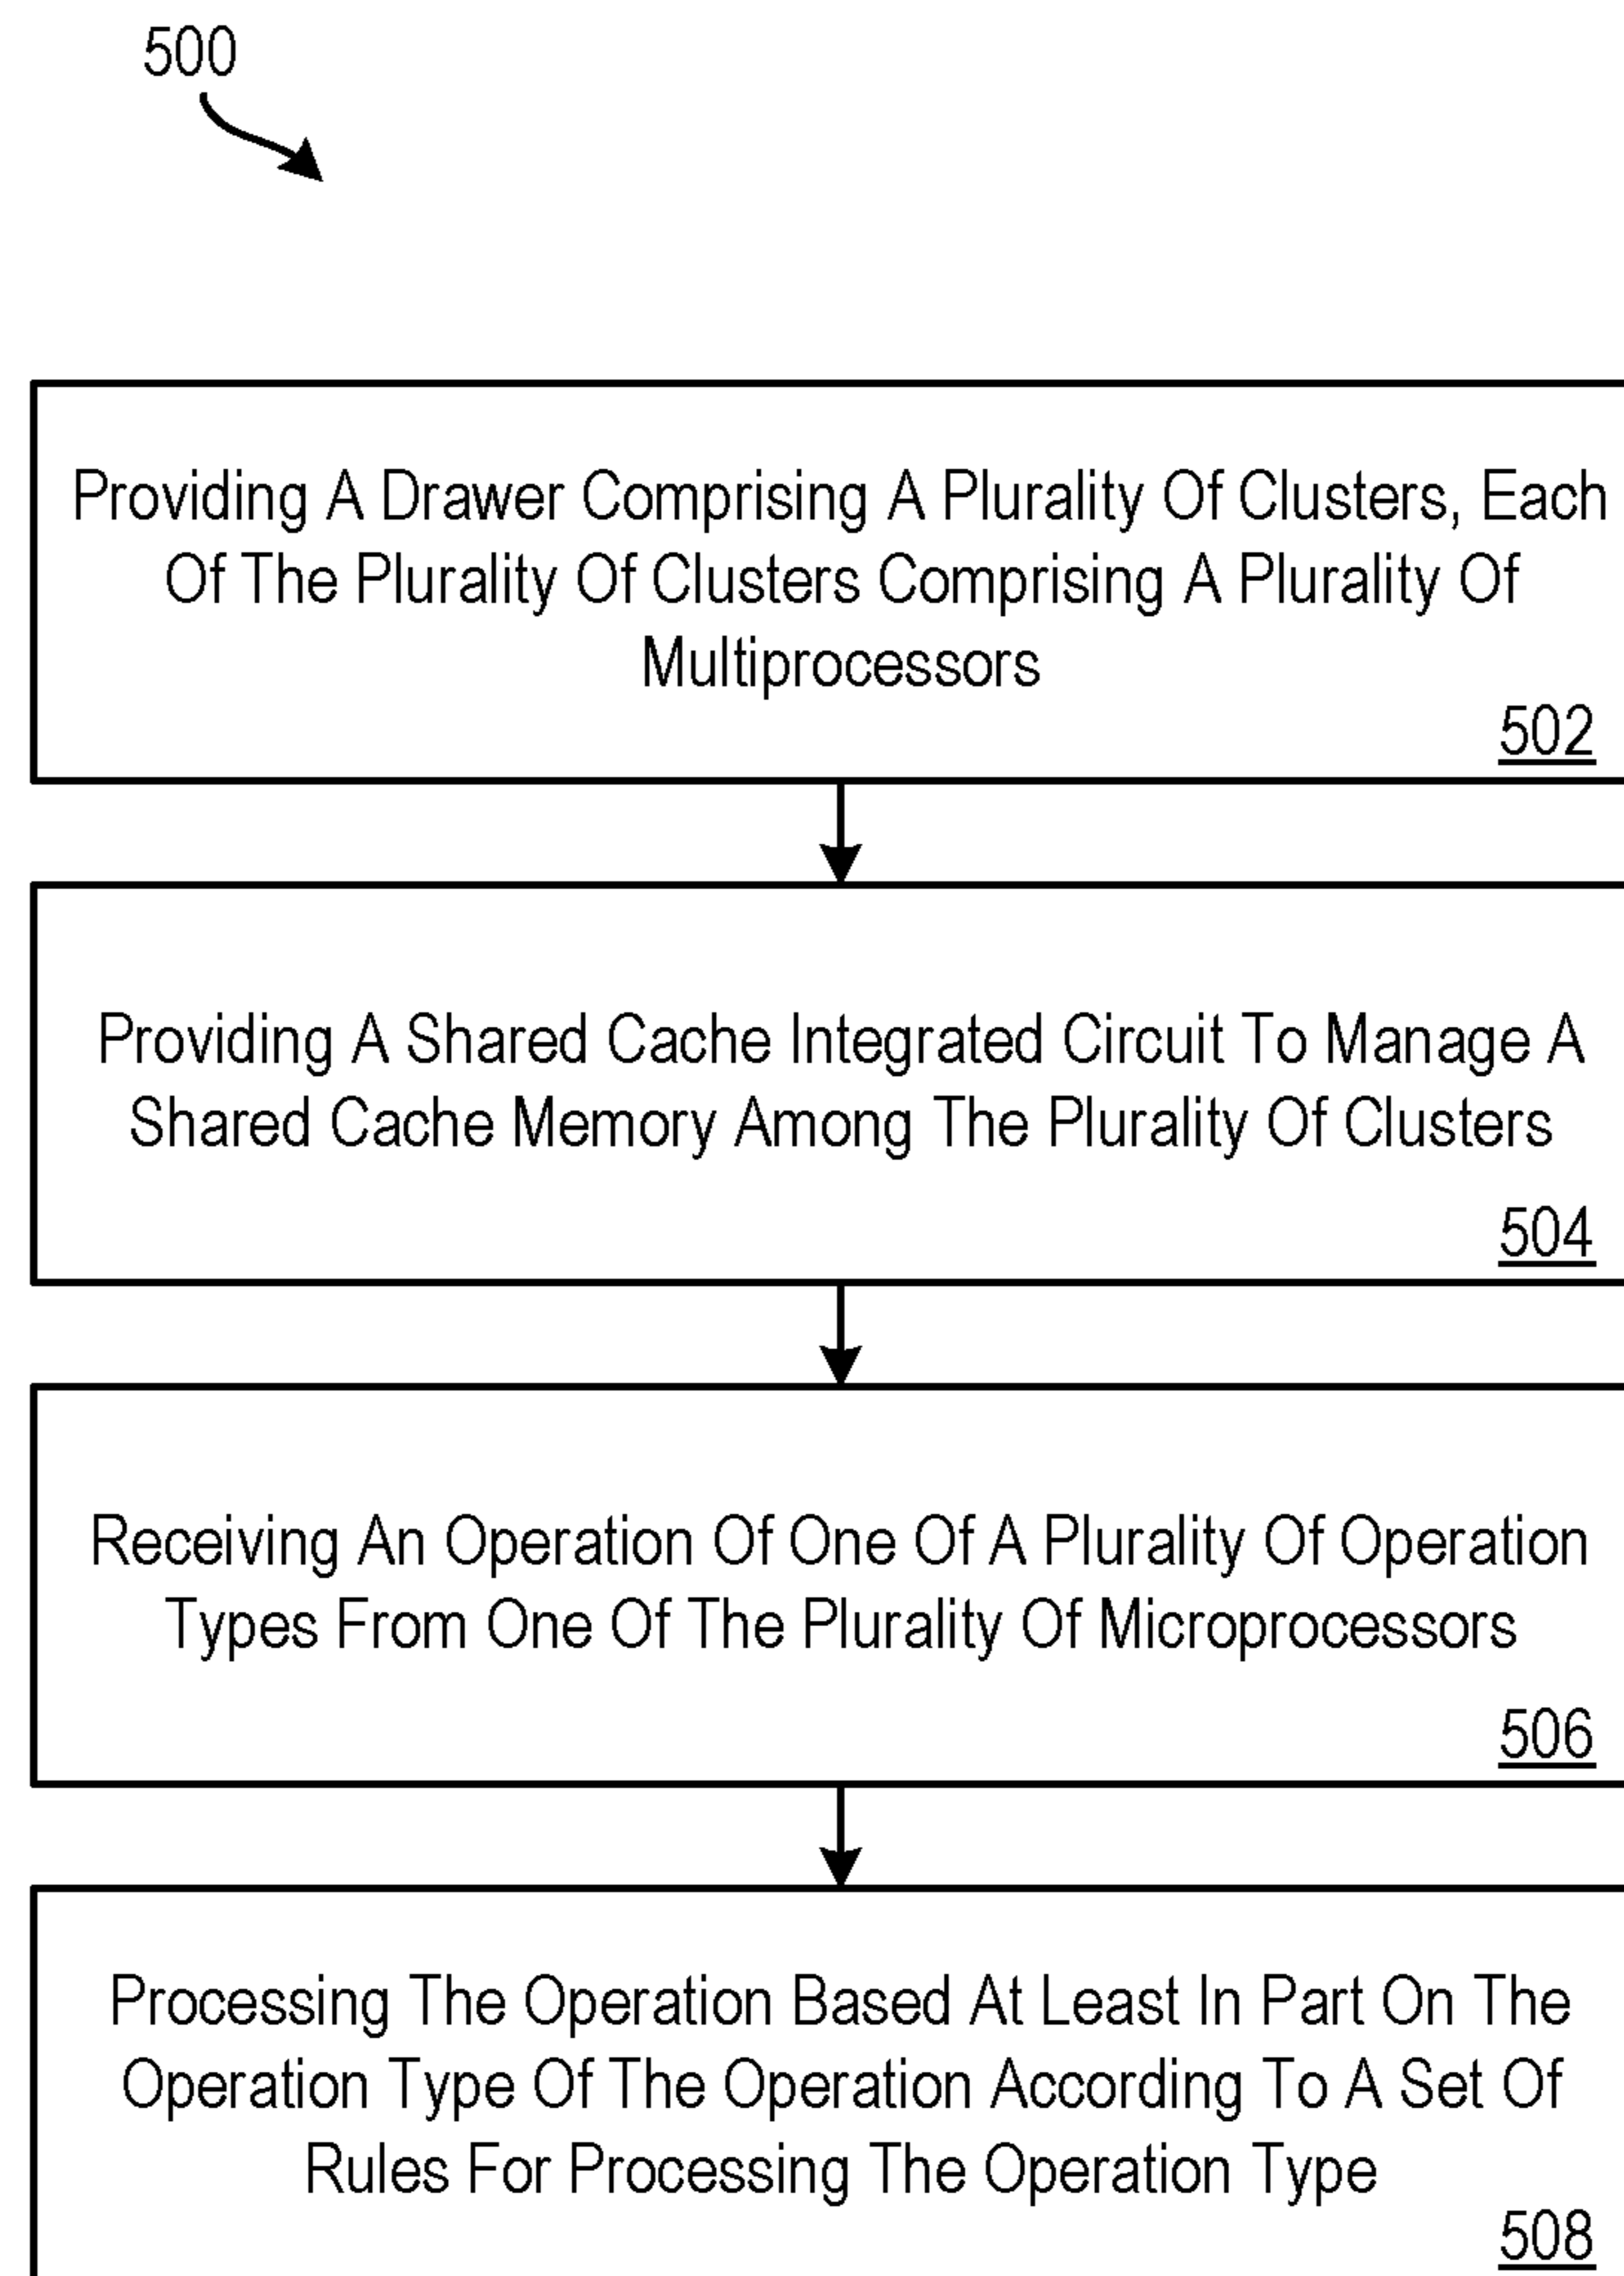 500
Providing A Drawer Comprising A Plurality Of Clusters, Each
Of The Plurality Of Clusters Comprising A Plurality Of
Multiprocessors
502
Providing A Shared Cache Integrated Circuit To Manage A
Shared Cache Memory Among The Plurality Of Clusters
504
Receiving An Operation Of One Of A Plurality Of Operation
Types From One Of The Plurality Of Microprocessors
506
Processing The Operation Based At Least In Part On The
Operation Type Of The Operation According To A Set Of
Rules For Processing The Operation Type
508